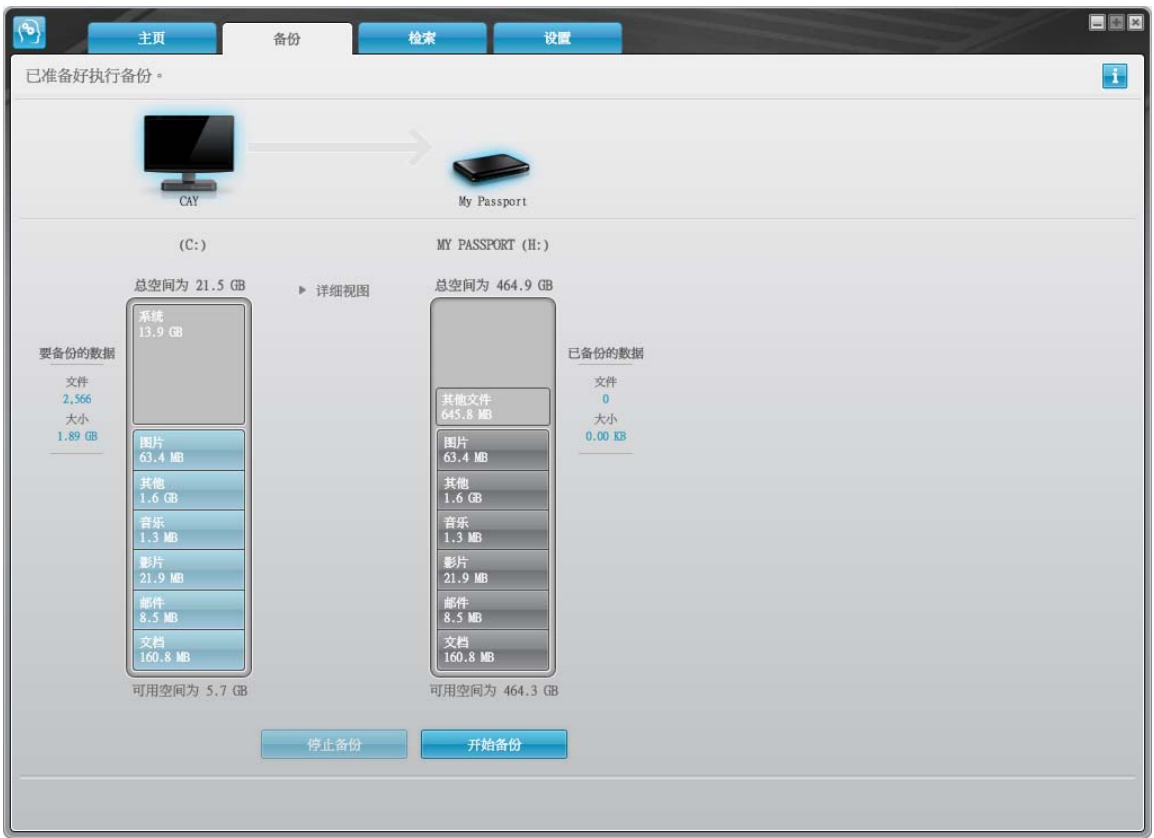 主页
备份
检索
设置
已准备好执行备份。
i
CAY
My Passport
(C:)
MY PASSPORT (H:)
总空间为 21.5 GB
详细视图
总空间为 464.9 GB
要备份的数据
文件
2,566
大小
1.89 GB
系统
13.9 GB
图片
63.4 MB
其他
1.6 GB
音乐
1.3 MB
影片
21.9 MB
邮件
8.5 MB
文档
160.8 MB
其他文件
645.8 MB
图片
63.4 MB
其他
1.6 GB
音乐
1.3 MB
影片
21.9 MB
邮件
8.5 MB
文档
160.8 MB
已备份的数据
文件
0
大小
0.00 KB
可用空间为 5.7 GB
可用空间为 464.3 GB
停止备份
开始备份